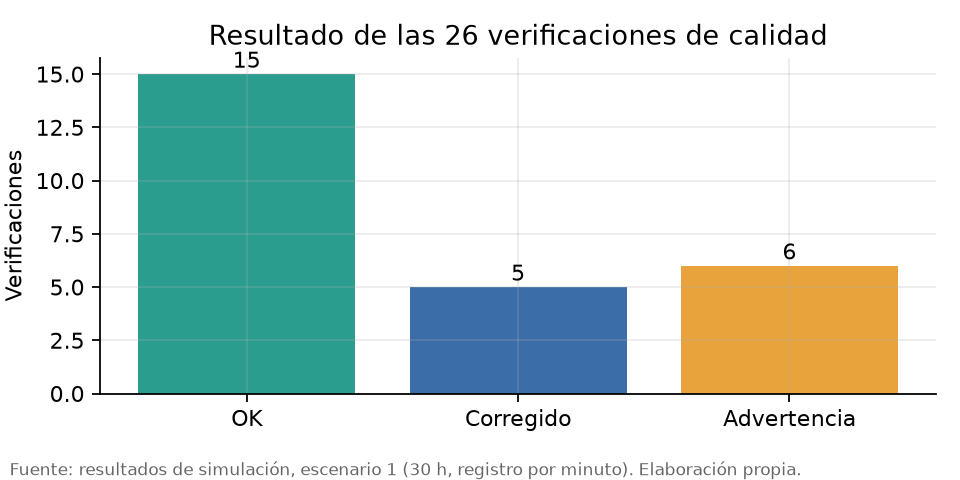 Resultado de las 26 verificaciones de calidad
15
15.0
12.5
10.0
7.5
6
5
5.0
2.5
0.0
Verificaciones
OK
Corregido
Advertencia
Fuente: resultados de simulación, escenario 1 (30 h, registro por minuto). Elaboración propia.